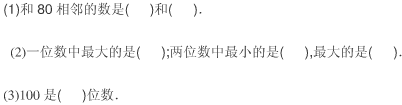 (1)和 80 相邻的数是(　　)和(　　).
(2)一位数中最大的是(　　);两位数中最小的是(　　),最大的是(　　).
(3)100 是(　　)位数.